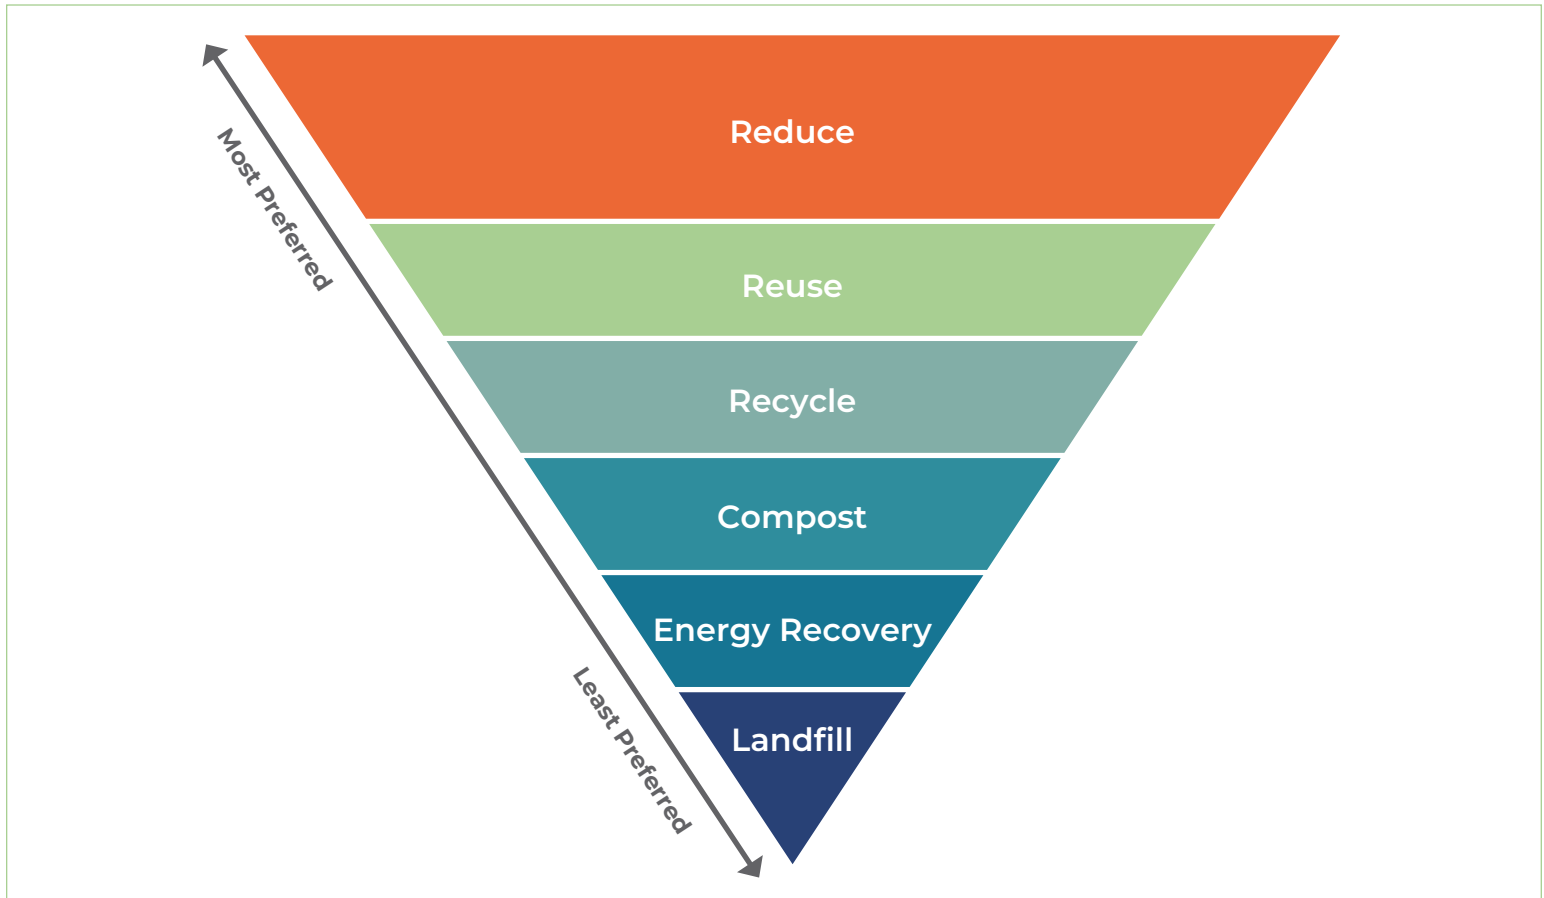 Reduce
Most Preferred
Reuse
Recycle
Compost
Energy Recovery
Least Preferred
Landfill